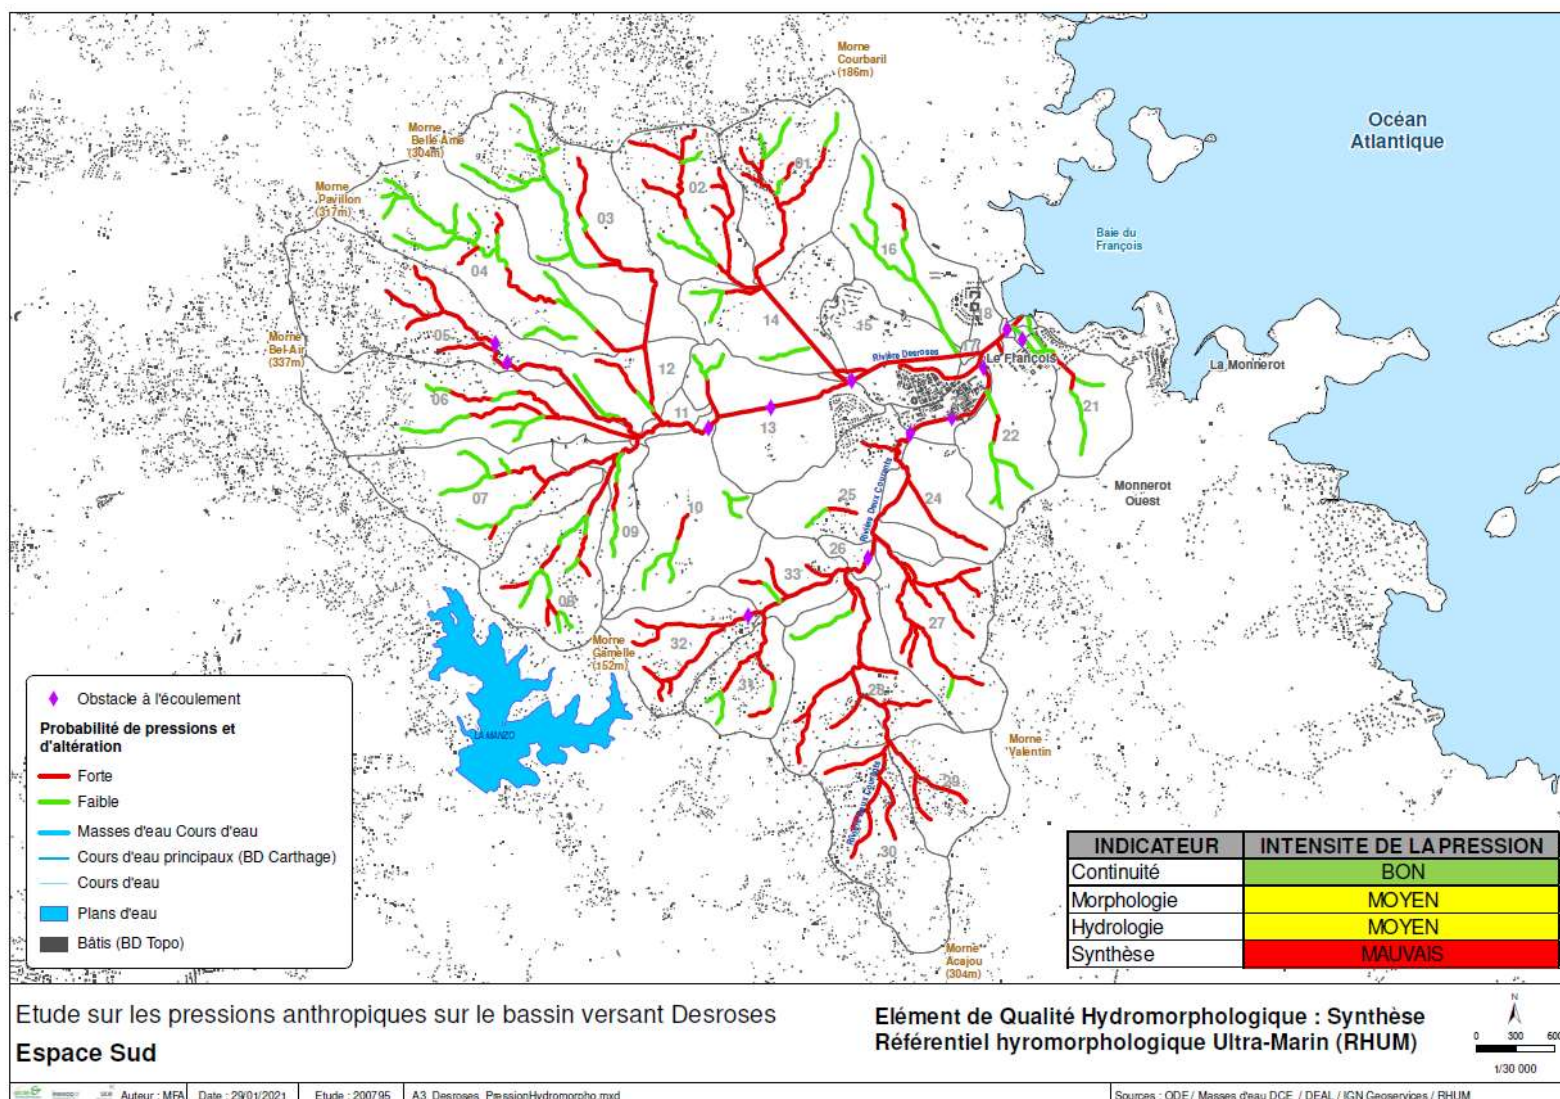 Morne
Courbaril
(186m)
Océan
Atlantique
Morne
Belle-Ame
(304m)
01
02
Morne
Pavillon
(317m)
03
16
Baie du
François
04
14
15
18
17
Morne
Bel-Air
(337m)
05
Rivière Desroses
Le François
La Monnerot
12
06
11
13
21
22
Rivière Deux Courants
Monnerot
Ouest
07
10
25
24
09
26
33
08
27
Morne
Gamelle
(152m)
32
31
28
LA MANZO
Morne
Valentin
29
30
Morne
Acajou
(304m)
Obstacle à l'écoulement
Probabilité de pressions et
d'altération
Forte
Faible
Masses d'eau Cours d'eau
Cours d'eau principaux (BD Carthage)
Cours d'eau
Plans d'eau
Bâtis (BD Topo)
INDICATEUR INTENSITE DE LA PRESSION
Continuité BON
Morphologie MOYEN
Hydrologie MOYEN
Synthèse MAUVAIS
Etude sur les pressions anthropiques sur le bassin versant Desroses
Espace Sud
Elément de Qualité Hydromorphologique : Synthèse
Référentiel hyromorphologique Ultra-Marin (RHUM)
N
0 300 600
1/30 000
Auteur : MFA Date : 29/01/2021 Etude : 200795 A3_Desroses_PressionHydromorpho.mxd Sources : ODE / Masses d'eau DCE / DEAL / IGN Geoservices / RHUM